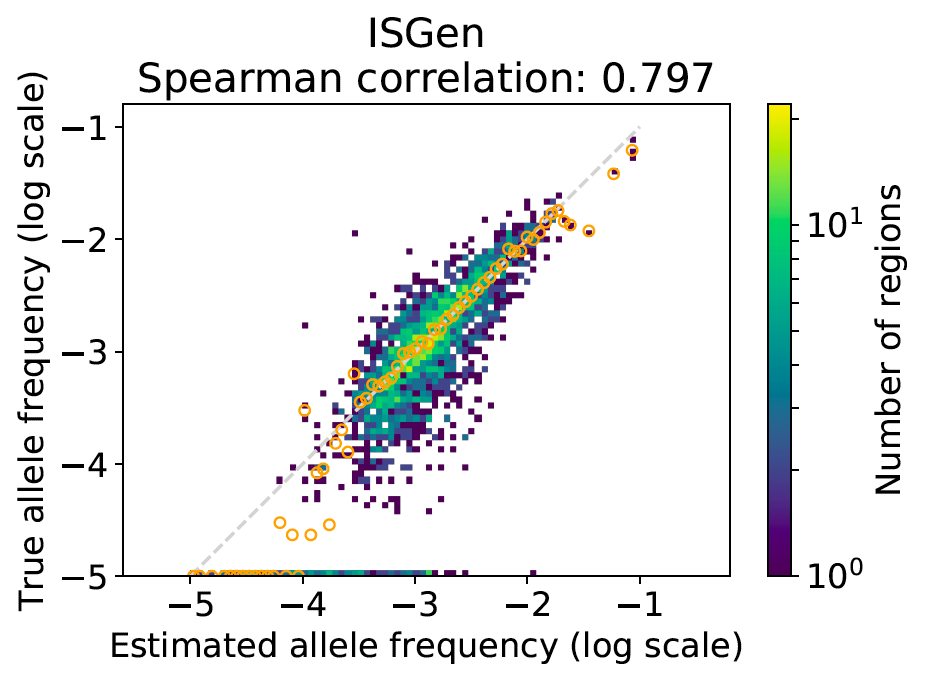 ISGen
Spearman correlation: 0.797
True allele frequency (log scale)
−1
−2
−3
−4
−5
−5 −4 −3 −2 −1
Estimated allele frequency (log scale)
10¹
10⁰
Number of regions